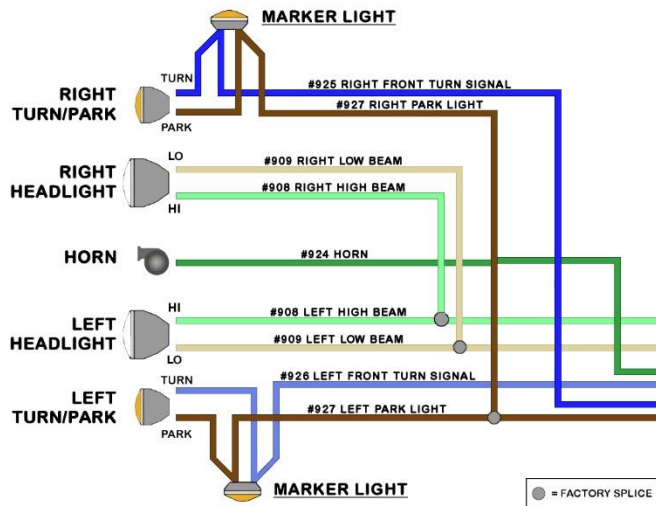 MARKER LIGHT
TURN
#925 RIGHT FRONT TURN SIGNAL
RIGHT
TURN/PARK
#927 RIGHT PARK LIGHT
PARK
LO
#909 RIGHT LOW BEAM
RIGHT
HEADLIGHT
#908 RIGHT HIGH BEAM
HI
HORN
#924 HORN
HI
#908 LEFT HIGH BEAM
LEFT
HEADLIGHT
#909 LEFT LOW BEAM
LO
TURN
#926 LEFT FRONT TURN SIGNAL
LEFT
TURN/PARK
#927 LEFT PARK LIGHT
PARK
MARKER LIGHT
= FACTORY SPLICE